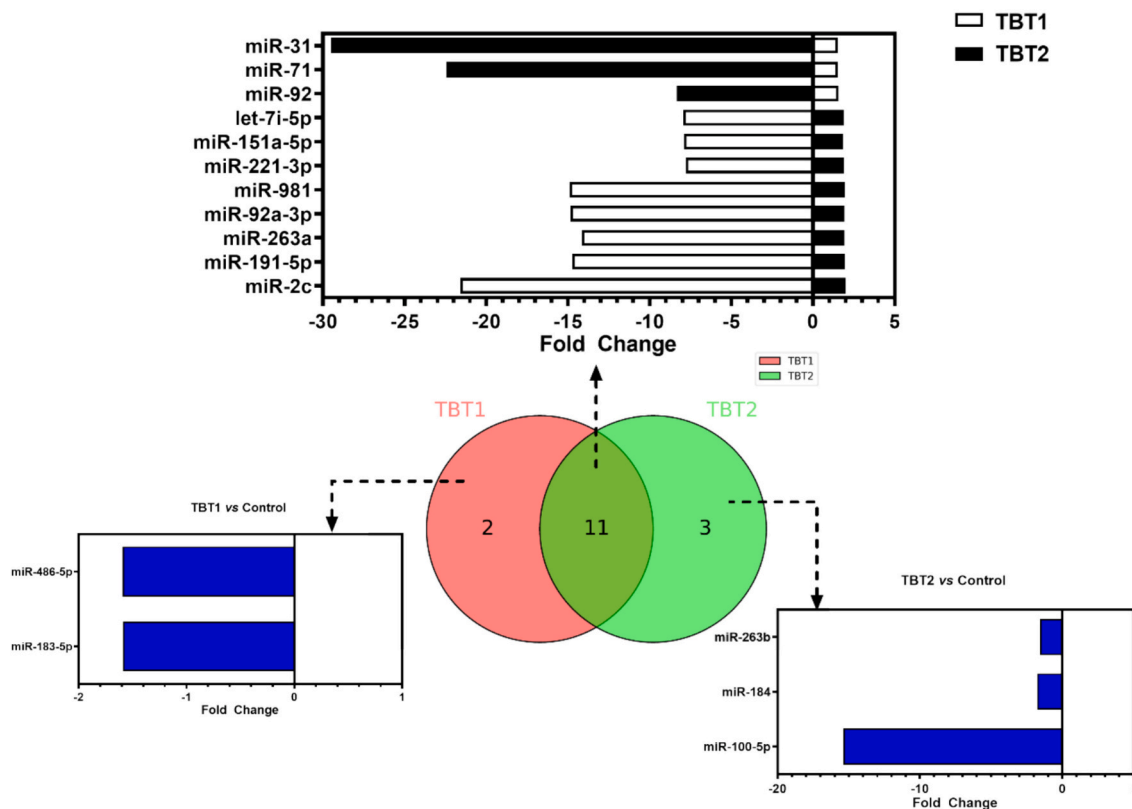 TBT1
TBT2
miR-31
miR-71
miR-92
let-7i-5p
miR-151a-5p
miR-221-3p
miR-981
miR-92a-3p
miR-263a
miR-191-5p
miR-2c
-30 -25 -20 -15 -10 -5 0 5
Fold Change
TBT1
TBT2
TBT1 TBT2
2 11 3
TBT1 vs Control
miR-486-5p
miR-183-5p
-2 -1 0 1
Fold Change
TBT2 vs Control
miR-263b
miR-184
miR-100-5p
-20 -10 0
Fold Change